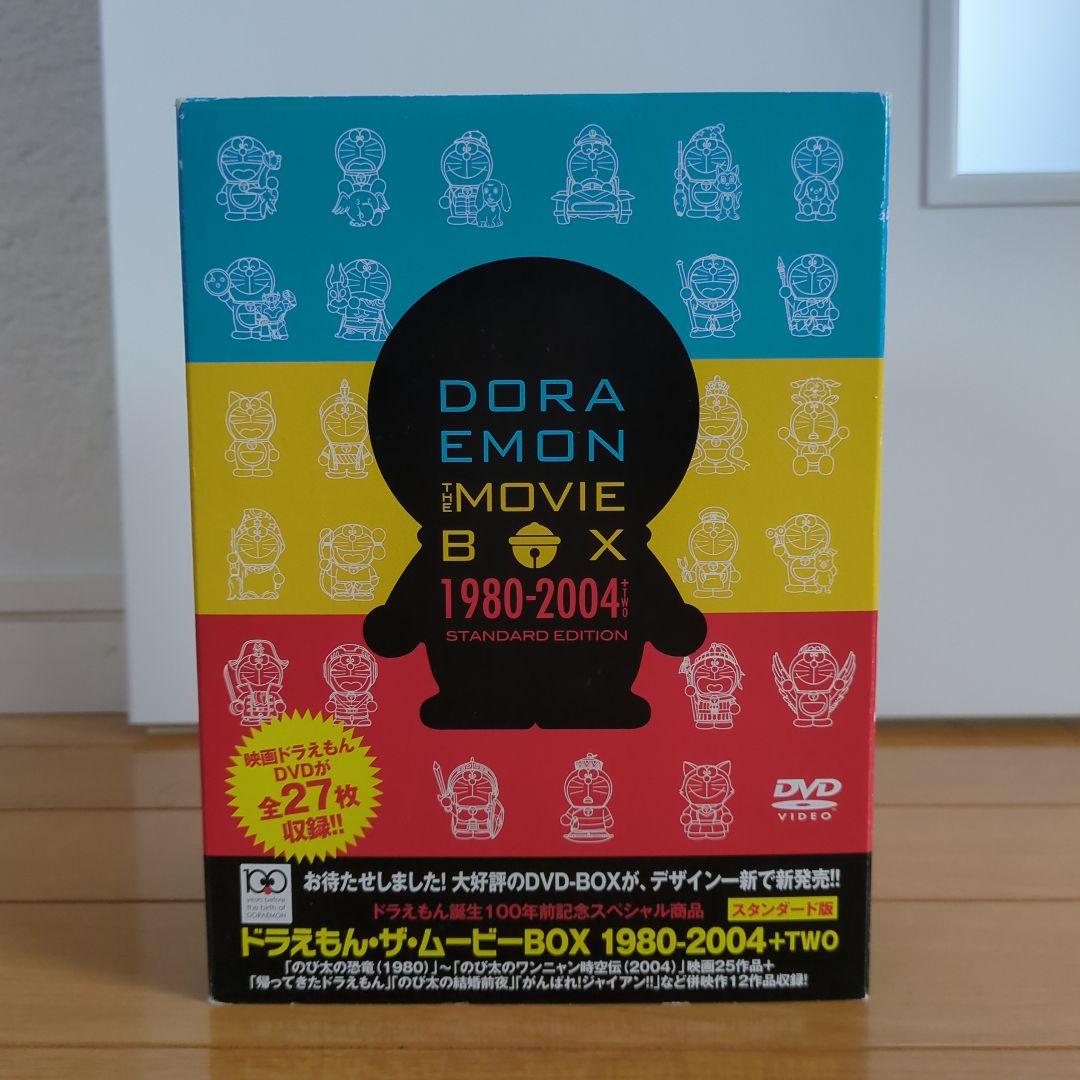 DORA
EMON
THE MOVIE
BOX
1980-2004+TWO
STANDARD EDITION
映画ドラえもん
DVDが
全27枚
収録!!
DVD
VIDEO
100
years before
the birth of
DORAEMON
お待たせしました!大好評のDVD-BOXが、デザイン一新で新発売!!
ドラえもん誕生100年前記念スペシャル商品 スタンダード版
ドラえもん・ザ・ムービーBOX 1980-2004+TWO
「のび太の恐竜(1980)」~「のび太のワンニャン時空伝(2004)」映画25作品+
「帰ってきたドラえもん」「のび太の結婚前夜」「がんばれ!ジャイアン!!」など併映作12作品収録!